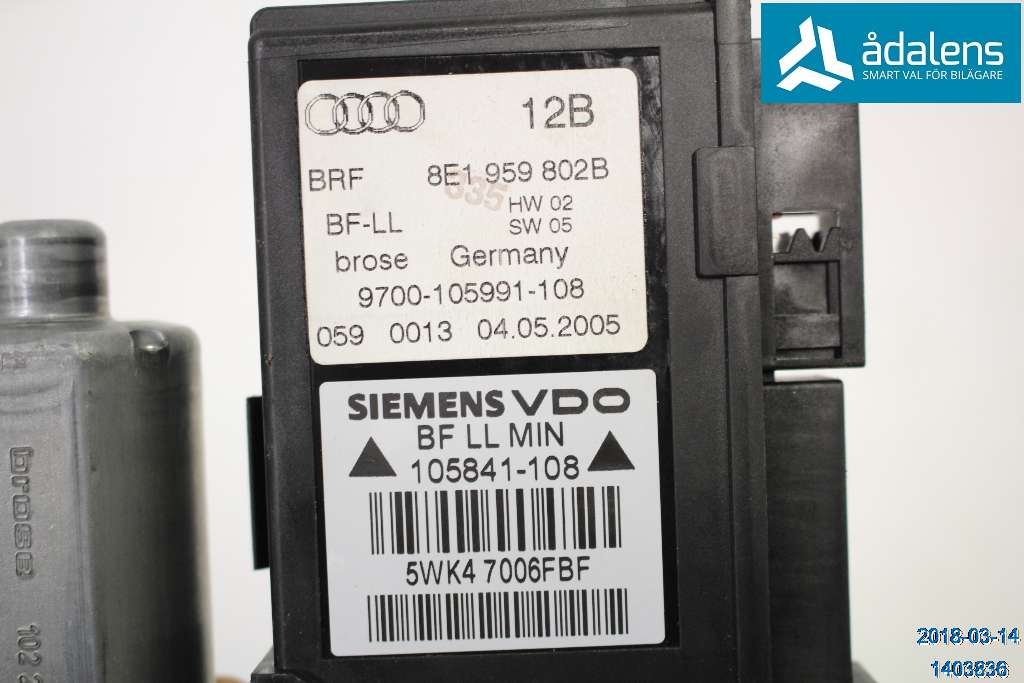 ådalens
SMART VAL FÖR BILÄGARE
12B
BRF 8E1 959 802B
635
HW 02
BF-LL SW 05
brose Germany
9700-105991-108
059 0013 04.05.2005
SIEMENS VDO
BF LL MIN
105841-108
5WK4 7006FBF
brose
102
2018-03-14
1403836